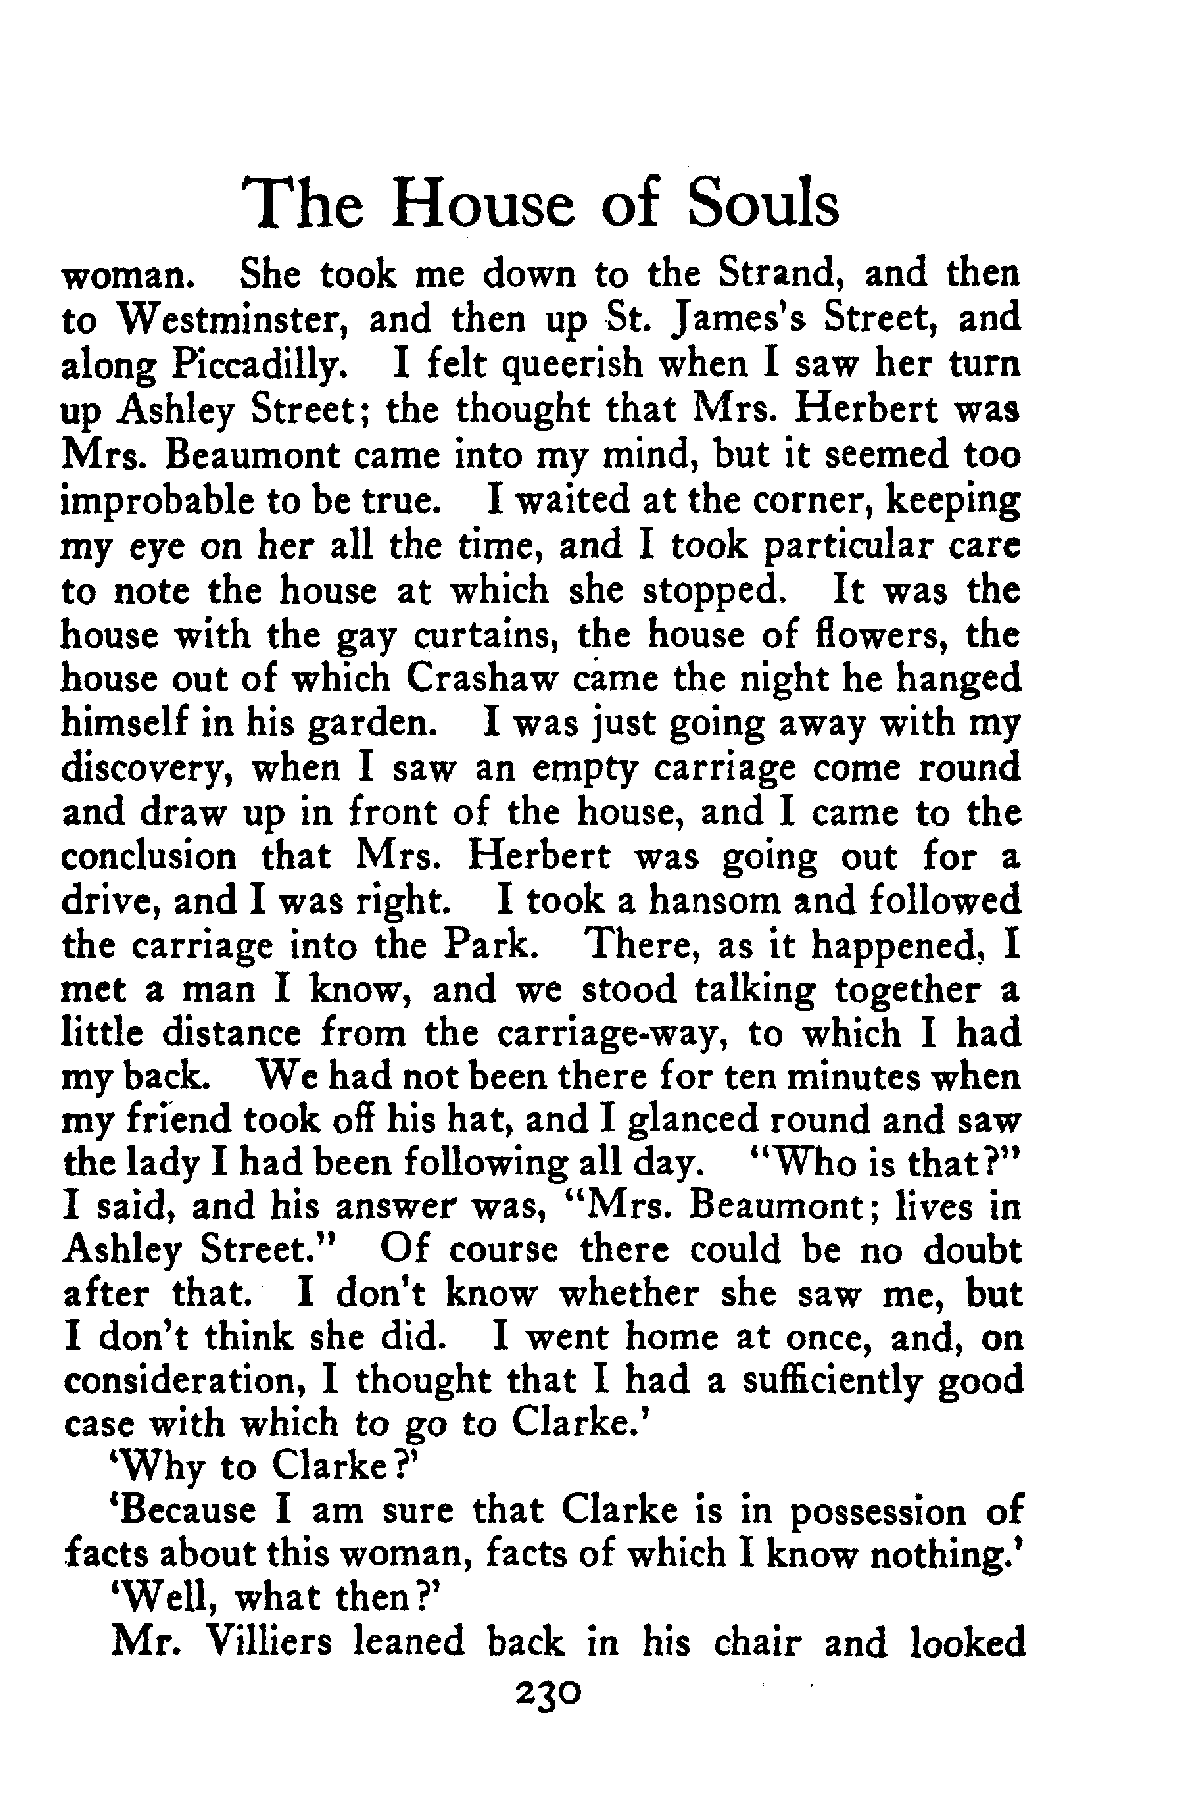 The House of Souls
woman. She took me down to the Strand, and then
to Westminster, and then up St. James's Street, and
along Piccadilly. I felt queerish when I saw her turn
up Ashley Street; the thought that Mrs. Herbert was
Mrs. Beaumont came into my mind, but it seemed too
improbable to be true. I waited at the corner, keeping
my eye on her all the time, and I took particular care
to note the house at which she stopped. It was the
house with the gay curtains, the house of flowers, the
house out of which Crashaw came the night he hanged
himself in his garden. I was just going away with my
discovery, when I saw an empty carriage come round
and draw up in front of the house, and I came to the
conclusion that Mrs. Herbert was going out for a
drive, and I was right. I took a hansom and followed
the carriage into the Park. There, as it happened, I
met a man I know, and we stood talking together a
little distance from the carriage-way, to which I had
my back. We had not been there for ten minutes when
my friend took off his hat, and I glanced round and saw
the lady I had been following all day. “Who is that?”
I said, and his answer was, “Mrs. Beaumont; lives in
Ashley Street.” Of course there could be no doubt
after that. I don't know whether she saw me, but
I don't think she did. I went home at once, and, on
consideration, I thought that I had a sufficiently good
case with which to go to Clarke.’
‘Why to Clarke?’
‘Because I am sure that Clarke is in possession of
facts about this woman, facts of which I know nothing.’
‘Well, what then?’
Mr. Villiers leaned back in his chair and looked
230